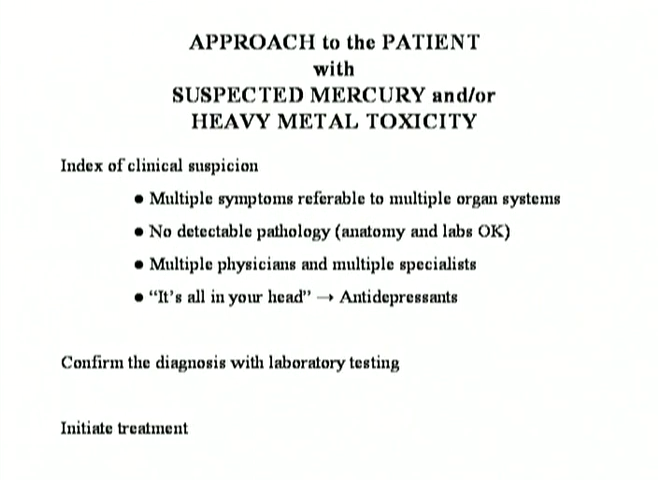 APPROACH to the PATIENT
with
SUSPECTED MERCURY and/or
HEAVY METAL TOXICITY
Index of clinical suspicion
● Multiple symptoms referable to multiple organ systems
● No detectable pathology (anatomy and labs OK)
● Multiple physicians and multiple specialists
● “It’s all in your head” → Antidepressants
Confirm the diagnosis with laboratory testing
Initiate treatment